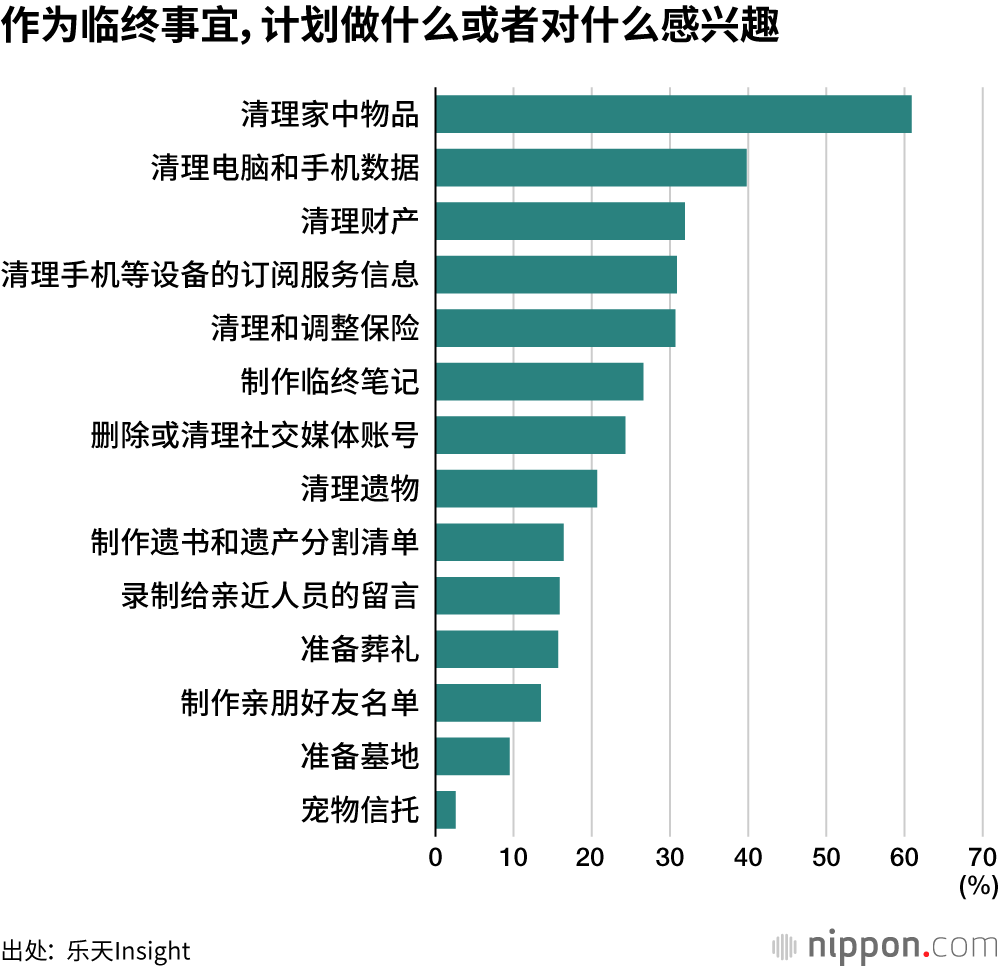 作为临终事宜，计划做什么或者对什么感兴趣
清理家中物品
清理电脑和手机数据
清理财产
清理手机等设备的订阅服务信息
清理和调整保险
制作临终笔记
删除或清理社交媒体账号
清理遗物
制作遗书和遗产分割清单
录制给亲近人员的留言
准备葬礼
制作亲朋好友名单
准备墓地
宠物信托
0 10 20 30 40 50 60 70
(%)
出处：乐天Insight
nippon.com